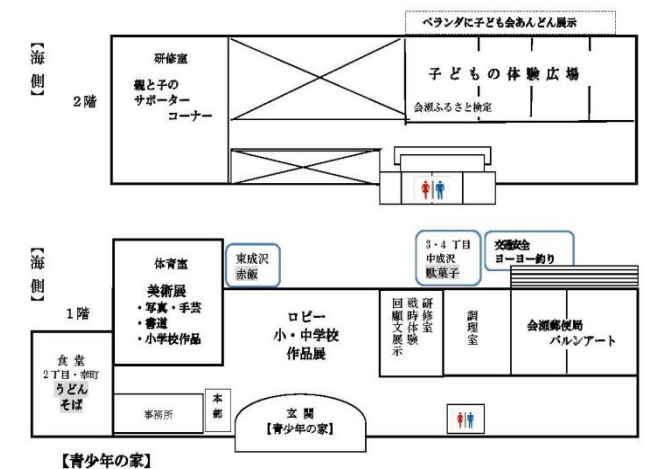 ベランダに子ども会あんどん展示
【海側】
2階
研修室
親と子の
サポーター
コーナー
子どもの体験広場
会瀬ふるさと検定
【海側】
1階
体育室
美術展
・写真・手芸
・書道
・小学校作品
東成沢
赤飯
3・4丁目
中成沢
駄菓子
交通安全
ヨーヨー釣り
ロビー
小・中学校
作品展
研修室
戦時体験
回顧文展示
調理室
会瀬郵便局
バルンアート
食堂
2丁目・幸町
うどん
そば
事務所
本部
玄関
【青少年の家】
【青少年の家】